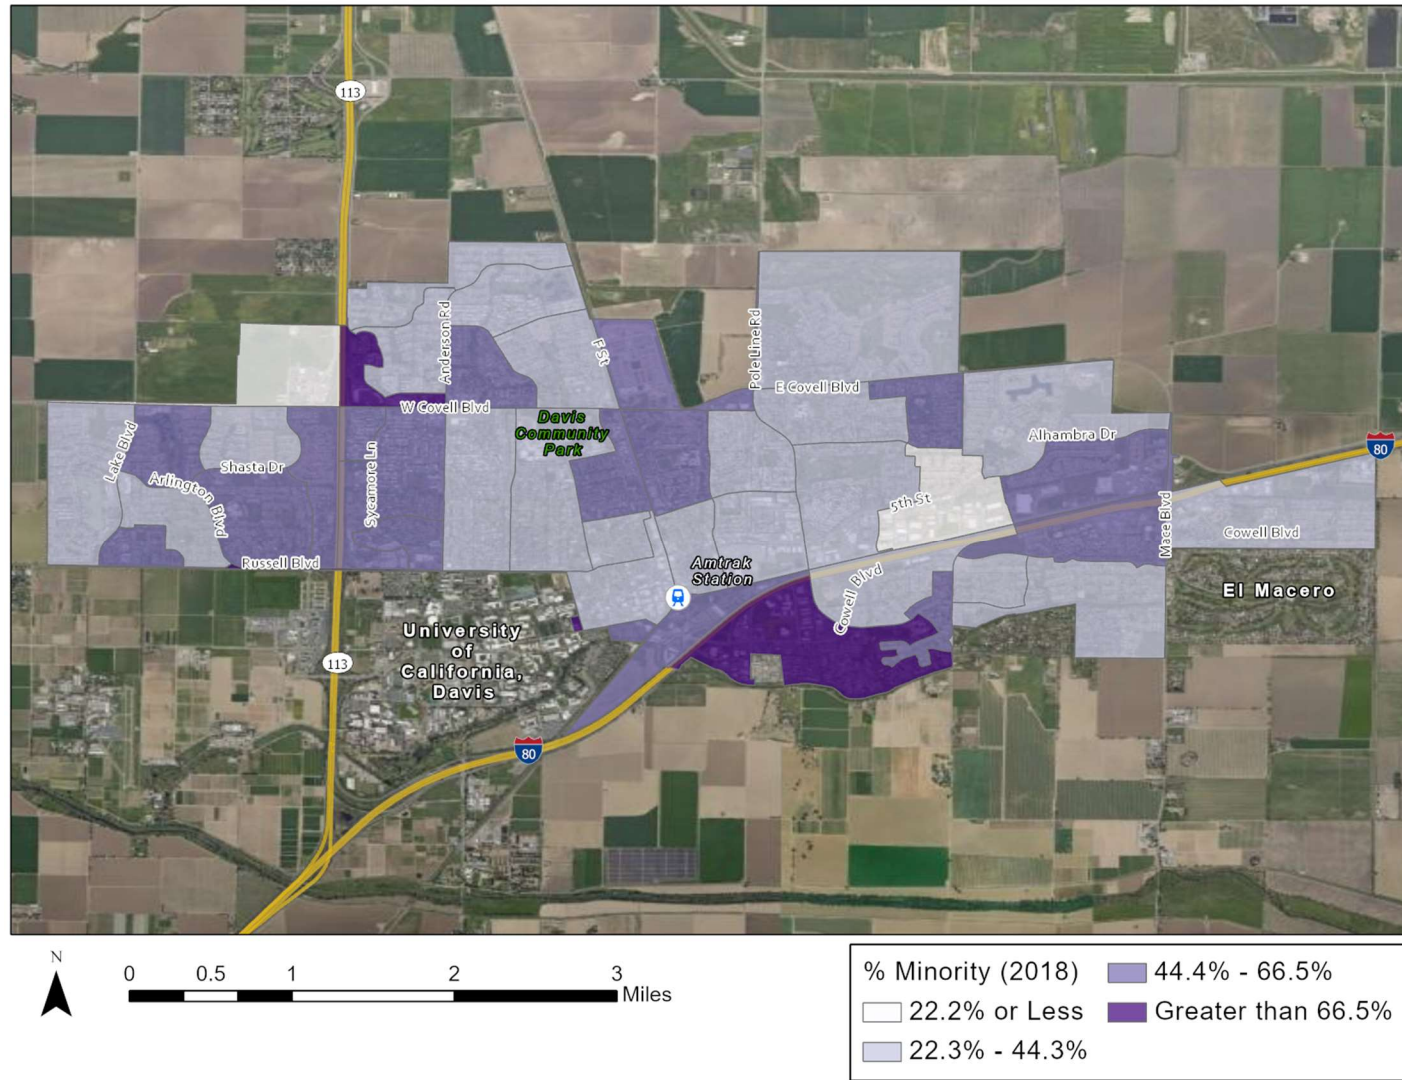 113
Anderson Rd
F St
Pole Line Rd
E Covell Blvd
W Covell Blvd
Davis
Community
Park
Alhambra Dr
80
Lake Blvd
Shasta Dr
Sycamore Ln
Arlington Blvd
5th St
Mace Blvd
Cowell Blvd
Russell Blvd
Amtrak
Station
Cowell Blvd
El Macero
University
of
California,
Davis
113
80
N
0 0.5 1 2 3
Miles
% Minority (2018)
22.2% or Less
22.3% - 44.3%
44.4% - 66.5%
Greater than 66.5%